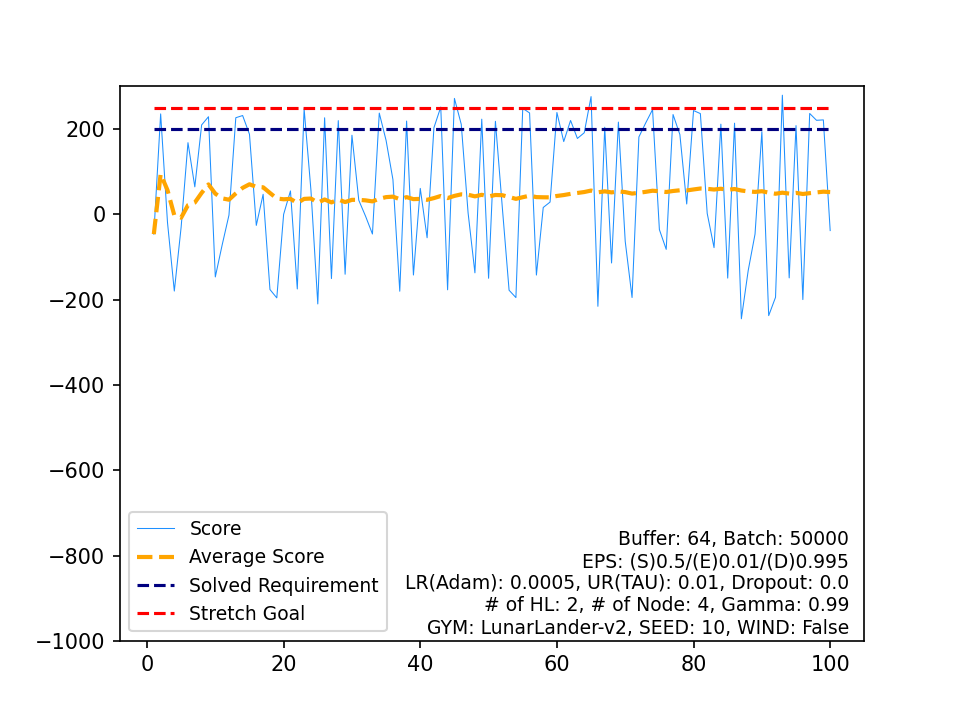 200
0
−200
−400
−600
−800
−1000
0 20 40 60 80 100
Score
Average Score
Solved Requirement
Stretch Goal
Buffer: 64, Batch: 50000
EPS: (S)0.5/(E)0.01/(D)0.995
LR(Adam): 0.0005, UR(TAU): 0.01, Dropout: 0.0
# of HL: 2, # of Node: 4, Gamma: 0.99
GYM: LunarLander-v2, SEED: 10, WIND: False